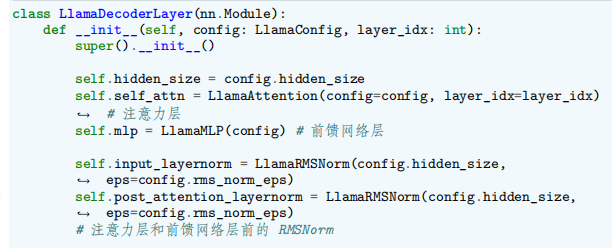 class LlamaDecoderLayer(nn.Module):
    def __init__(self, config: LlamaConfig, layer_idx: int):
        super().__init__()

        self.hidden_size = config.hidden_size
        self.self_attn = LlamaAttention(config=config, layer_idx=layer_idx)
        ↪ # 注意力层
        self.mlp = LlamaMLP(config) # 前馈网络层

        self.input_layernorm = LlamaRMSNorm(config.hidden_size,
        ↪ eps=config.rms_norm_eps)
        self.post_attention_layernorm = LlamaRMSNorm(config.hidden_size,
        ↪ eps=config.rms_norm_eps)
        # 注意力层和前馈网络层前的 RMSNorm